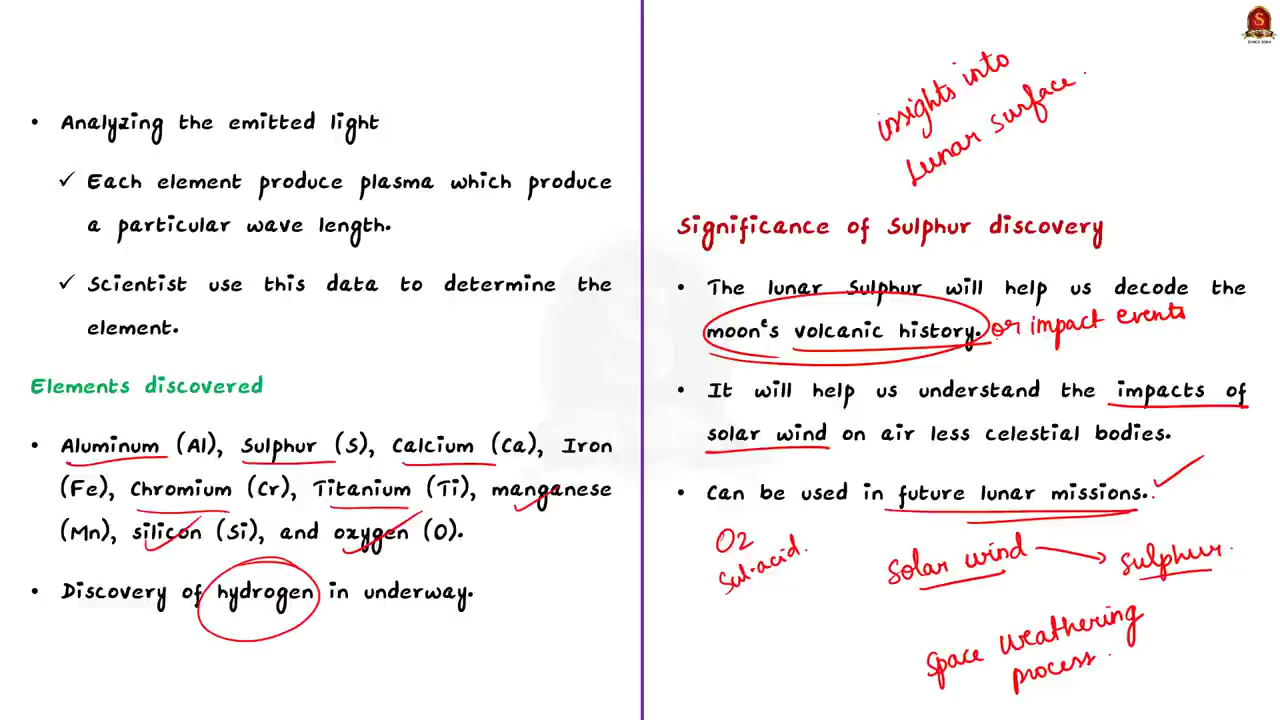 • Analyzing the emitted light
✓ Each element produce plasma which produce
a particular wave length.
✓ Scientist use this data to determine the
element.
Elements discovered
• Aluminum (Al), Sulphur (S), Calcium (Ca), Iron
(Fe), Chromium (Cr), Titanium (Ti), manganese
(Mn), silicon (Si), and oxygen (O).
• Discovery of hydrogen in underway.
insights into
Lunar surface.
Significance of Sulphur discovery
• The lunar Sulphur will help us decode the
moon's volcanic history. or impact events
• It will help us understand the impacts of
solar wind on air less celestial bodies.
• Can be used in future lunar missions.
O2
Sul.acid.
Solar wind → Sulphur.
Space weathering
process.
S
SINCE 2004